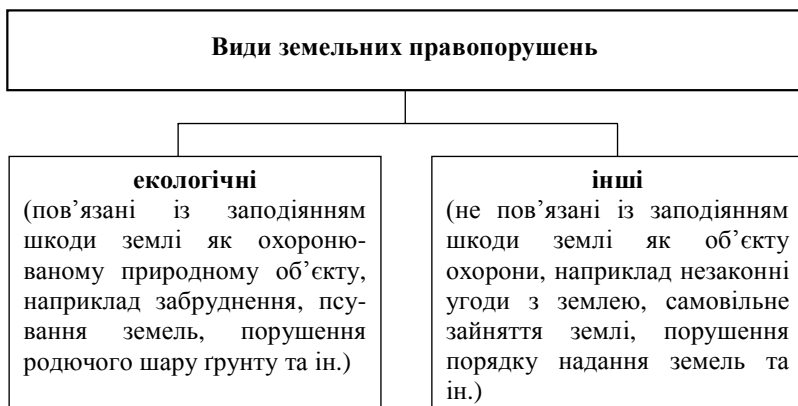 Види земельних правопорушень
екологічні
(пов’язані із заподіянням
шкоди землі як охороню-
ваному природному об’єкту,
наприклад забруднення, псу-
вання земель, порушення
родючого шару ґрунту та ін.)
інші
(не пов’язані із заподіянням
шкоди землі як об’єкту
охорони, наприклад незаконні
угоди з землею, самовільне
зайняття землі, порушення
порядку надання земель та
ін.)